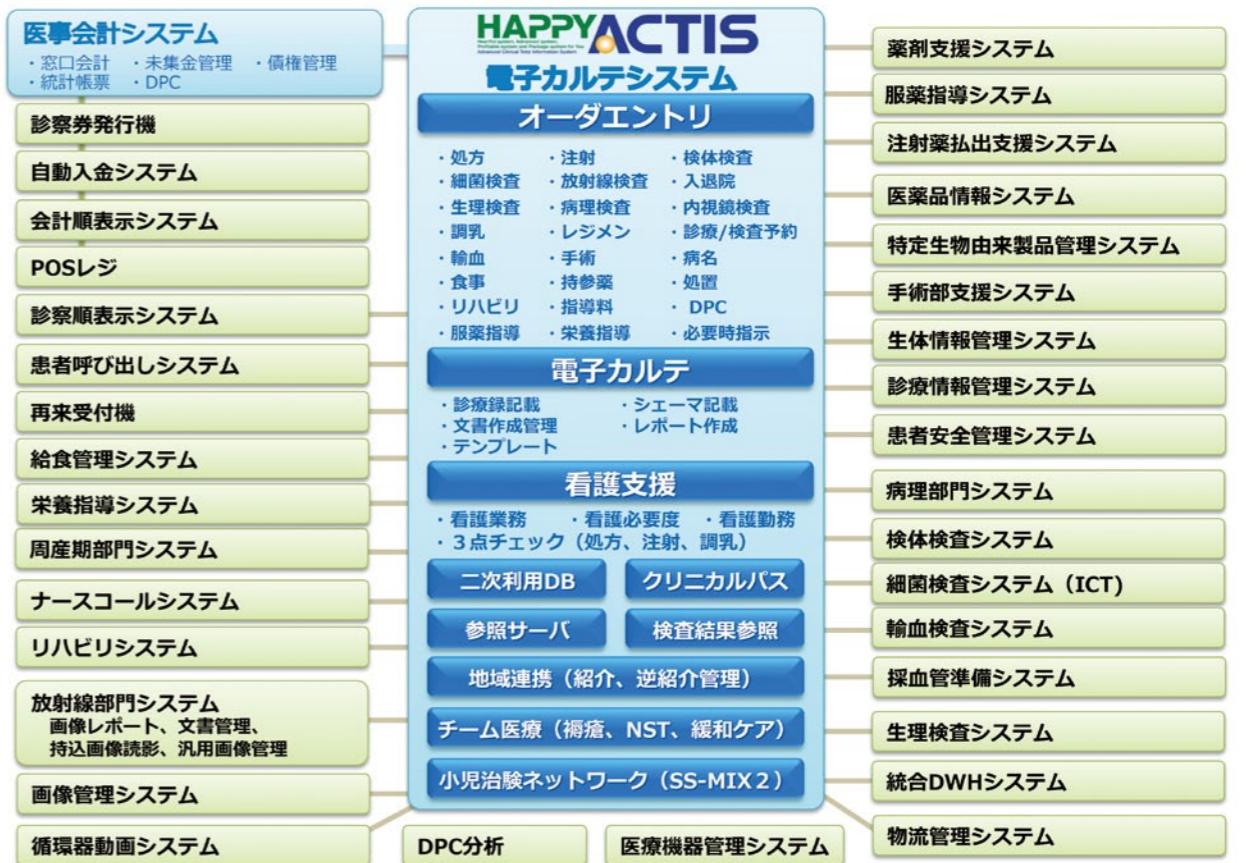 医事会計システム
・窓口会計 ・未集金管理 ・債権管理
・統計帳票 ・DPC
診察券発行機
自動入金システム
会計順表示システム
POSレジ
診察順表示システム
患者呼び出しシステム
再来受付機
給食管理システム
栄養指導システム
周産期部門システム
ナースコールシステム
リハビリシステム
放射線部門システム
画像レポート、文書管理、
持込画像読影、汎用画像管理
画像管理システム
循環器動画システム
HAPPY ACTIS
電子カルテシステム
オーダエントリ
・処方 ・注射 ・検体検査
・細菌検査 ・放射線検査 ・入退院
・生理検査 ・病理検査 ・内視鏡検査
・調乳 ・レジメン ・診療/検査予約
・輸血 ・手術 ・病名
・食事 ・持参薬 ・処置
・リハビリ ・指導料 ・DPC
・服薬指導 ・栄養指導 ・必要時指示
電子カルテ
・診療録記載 ・シェーマ記載
・文書作成管理 ・レポート作成
・テンプレート
看護支援
・看護業務 ・看護必要度 ・看護勤務
・３点チェック（処方、注射、調乳）
二次利用DB クリニカルパス
参照サーバ 検査結果参照
地域連携（紹介、逆紹介管理）
チーム医療（褥瘡、NST、緩和ケア）
小児治験ネットワーク（SS-MIX２）
DPC分析
医療機器管理システム
薬剤支援システム
服薬指導システム
注射薬払出支援システム
医薬品情報システム
特定生物由来製品管理システム
手術部支援システム
生体情報管理システム
診療情報管理システム
患者安全管理システム
病理部門システム
検体検査システム
細菌検査システム（ICT)
輸血検査システム
採血管準備システム
生理検査システム
統合DWHシステム
物流管理システム